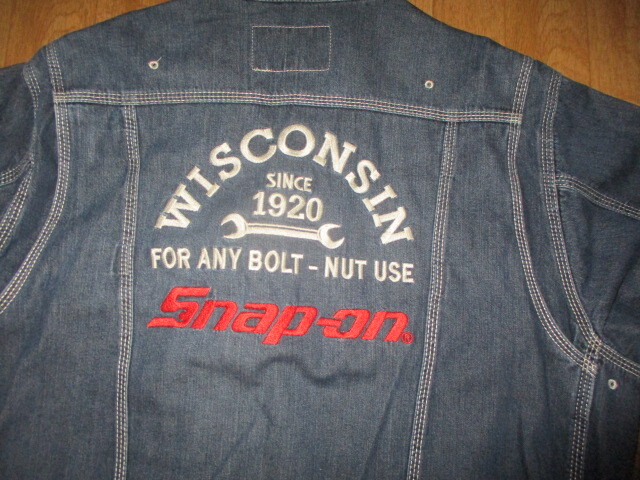 WISCONSIN
SINCE
1920
FOR ANY BOLT - NUT USE
Snap-on